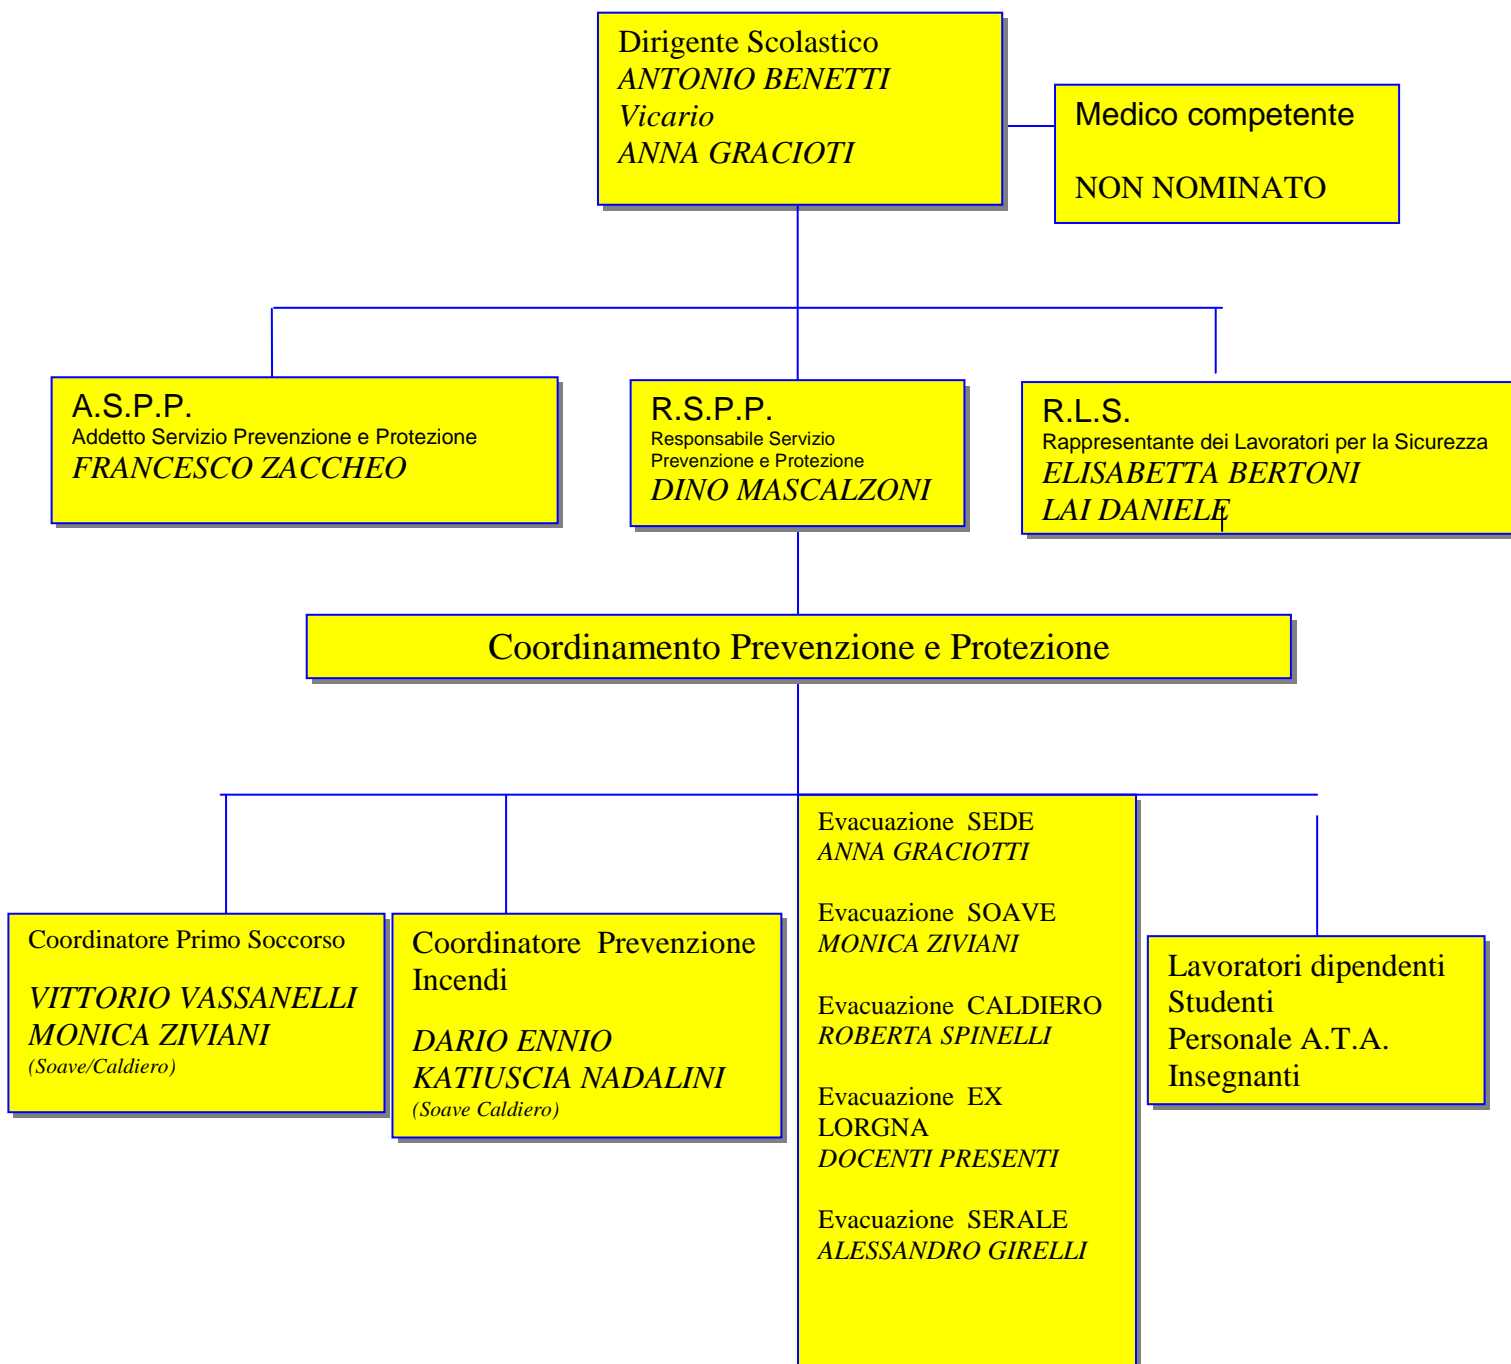 Dirigente Scolastico
ANTONIO BENETTI
Vicario
ANNA GRACIOTI
Medico competente
NON NOMINATO
A.S.P.P.
Addetto Servizio Prevenzione e Protezione
FRANCESCO ZACCHEO
R.S.P.P.
Responsabile Servizio
Prevenzione e Protezione
DINO MASCALZONI
R.L.S.
Rappresentante dei Lavoratori per la Sicurezza
ELISABETTA BERTONI
LAI DANIELE
Coordinamento Prevenzione e Protezione
Coordinatore Primo Soccorso
VITTORIO VASSANELLI
MONICA ZIVIANI
(Soave/Caldiero)
Coordinatore Prevenzione
Incendi
DARIO ENNIO
KATIUSCIA NADALINI
(Soave Caldiero)
Evacuazione SEDE
ANNA GRACIOTTI
Evacuazione SOAVE
MONICA ZIVIANI
Evacuazione CALDIERO
ROBERTA SPINELLI
Evacuazione EX
LORGNA
DOCENTI PRESENTI
Evacuazione SERALE
ALESSANDRO GIRELLI
Lavoratori dipendenti
Studenti
Personale A.T.A.
Insegnanti